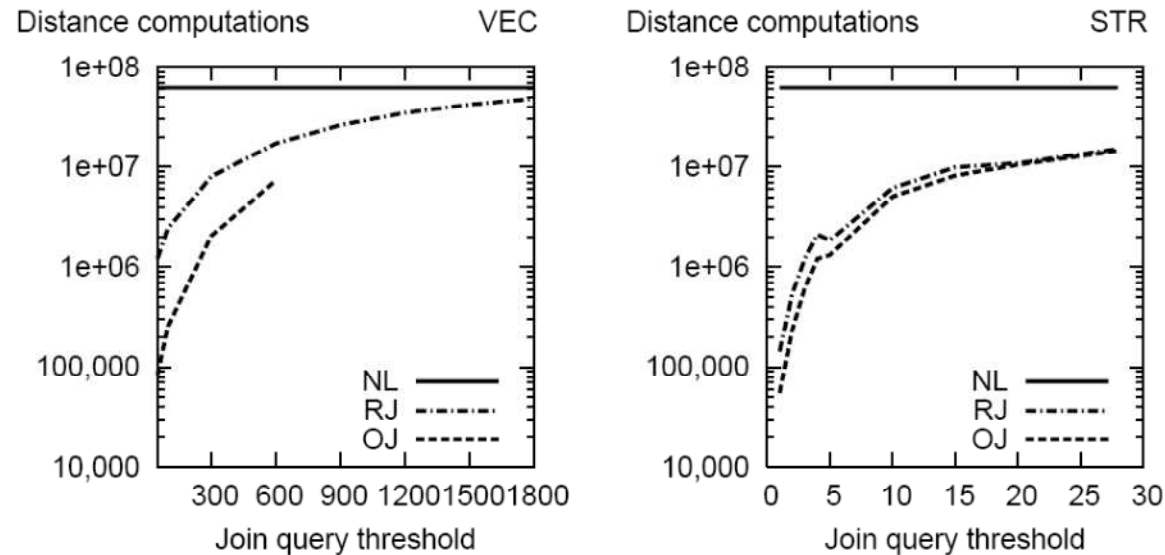 Distance computations VEC
1e+08
1e+07
1e+06
100,000
10,000
NL
RJ
OJ
300 600 900 1200 1500 1800
Join query threshold
Distance computations STR
1e+08
1e+07
1e+06
100,000
10,000
NL
RJ
OJ
0 5 10 15 20 25 30
Join query threshold